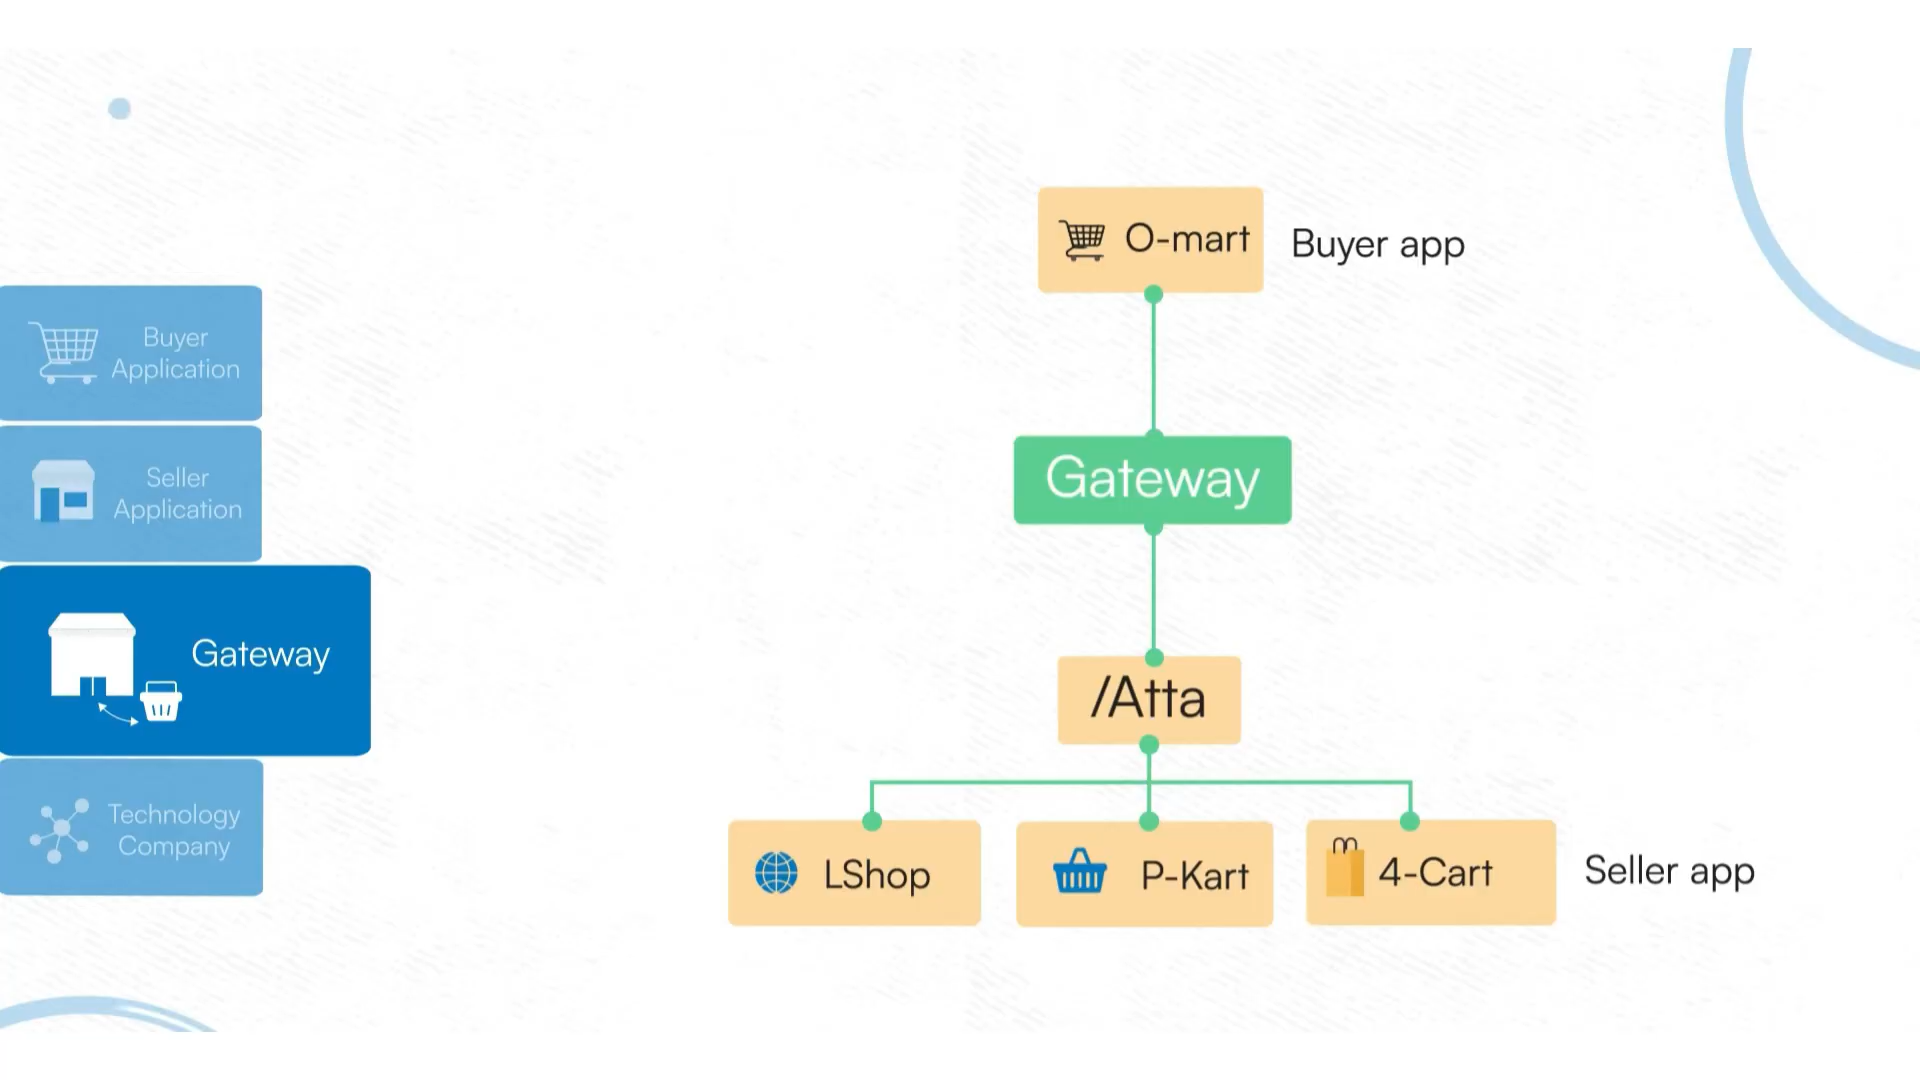 O-mart
Buyer app
Buyer
Application
Seller
Application
Gateway
Gateway
/Atta
Technology
Company
LShop
P-Kart
4-Cart
Seller app